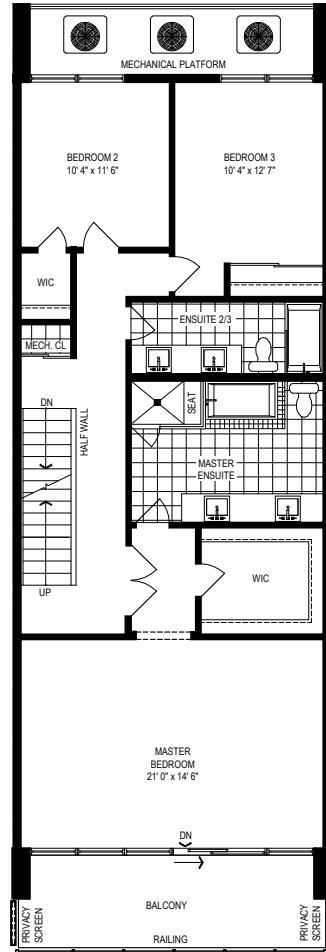 MECHANICAL PLATFORM
BEDROOM 2
10' 4" x 11' 6"
BEDROOM 3
10' 4" x 12' 7"
WIC
ENSUITE 2/3
MECH. CL
DN
HALF WALL
SEAT
MASTER
ENSUITE
UP
WIC
MASTER
BEDROOM
21' 0" x 14' 6"
DN
PRIVACY
SCREEN
BALCONY
PRIVACY
SCREEN
RAILING